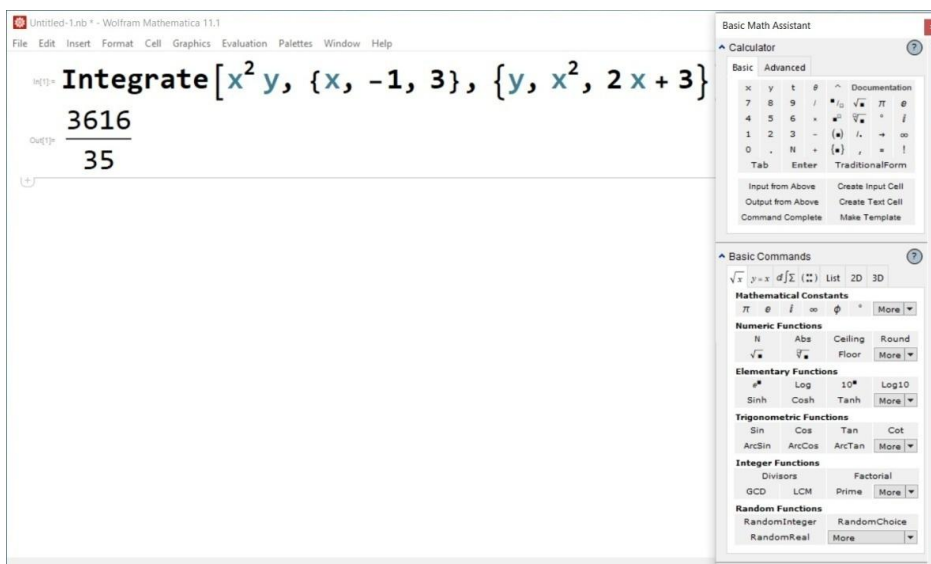 Untitled-1.nb * - Wolfram Mathematica 11.1
File Edit Insert Format Cell Graphics Evaluation Palettes Window Help
In[1]:= Integrate[x² y, {x, -1, 3}, {y, x², 2 x + 3}
Out[1]= 3616
35
Basic Math Assistant
Calculator ?
Basic Advanced
x y t θ ^ Documentation
7 8 9 / √ π e
4 5 6 × ° i
1 2 3 - (▪) /. → ∞
0 . N + {▪} , = !
Tab Enter TraditionalForm
Input from Above Create Input Cell
Output from Above Create Text Cell
Command Complete Make Template
Basic Commands ?
√x y=x d∫Σ List 2D 3D
Mathematical Constants
π e i ∞ ϕ ° More
Numeric Functions
N Abs Ceiling Round
√▪ Floor More
Elementary Functions
e▪ Log 10▪ Log10
Sinh Cosh Tanh More
Trigonometric Functions
Sin Cos Tan Cot
ArcSin ArcCos ArcTan More
Integer Functions
Divisors Factorial
GCD LCM Prime More
Random Functions
RandomInteger RandomChoice
RandomReal More